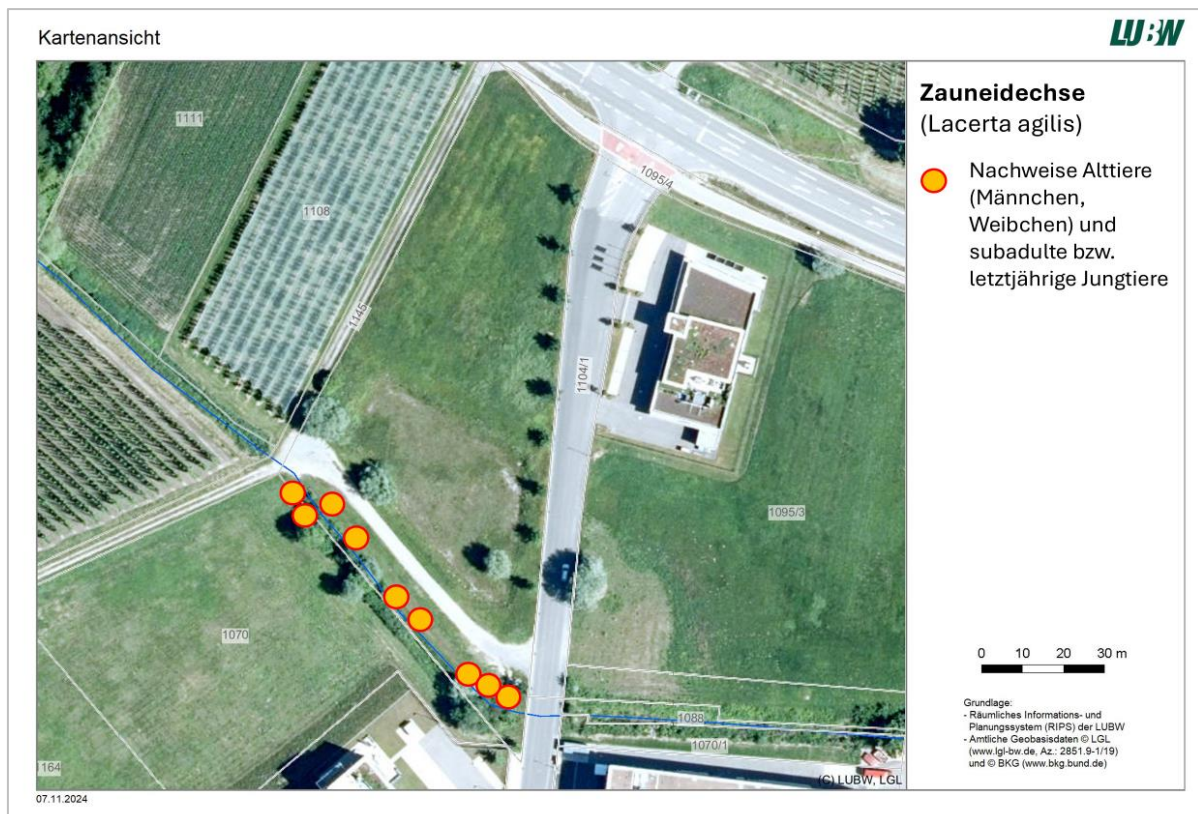 Kartenansicht
LUBW
Zauneidechse
(Lacerta agilis)
Nachweise Alttiere
(Männchen,
Weibchen) und
subadulte bzw.
letztjährige Jungtiere
1111
1108
1095/4
1145
1104/1
1095/3
1070
1088
1070/1
164
0 10 20 30 m
Grundlage:
- Räumliches Informations- und
Planungssystem (RIPS) der LUBW
- Amtliche Geobasisdaten © LGL
(www.lgl-bw.de, Az.: 2851.9-1/19)
und © BKG (www.bkg.bund.de)
(C) LUBW, LGL
07.11.2024